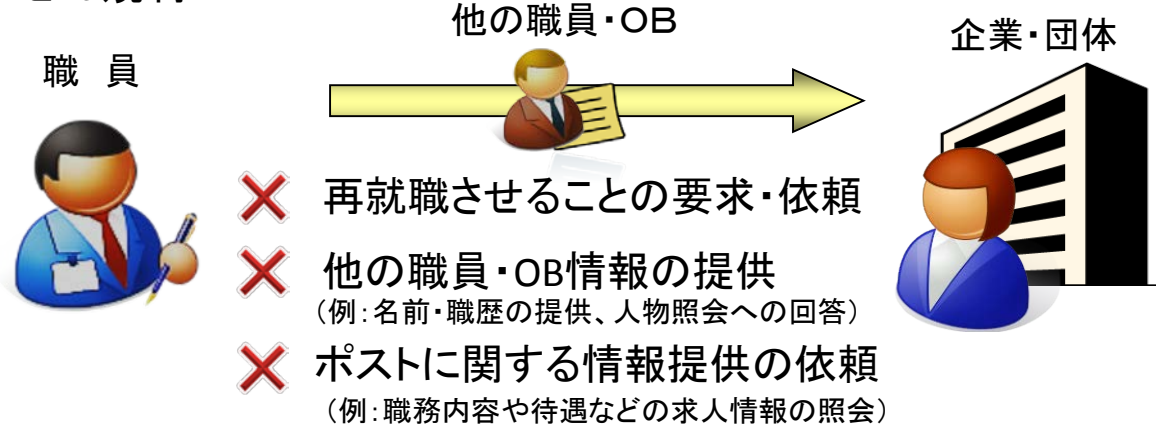 他の職員・ＯＢ
企業・団体
職　員
再就職させることの要求・依頼
他の職員・OB情報の提供
（例：名前・職歴の提供、人物照会への回答）
ポストに関する情報提供の依頼
（例：職務内容や待遇などの求人情報の照会）